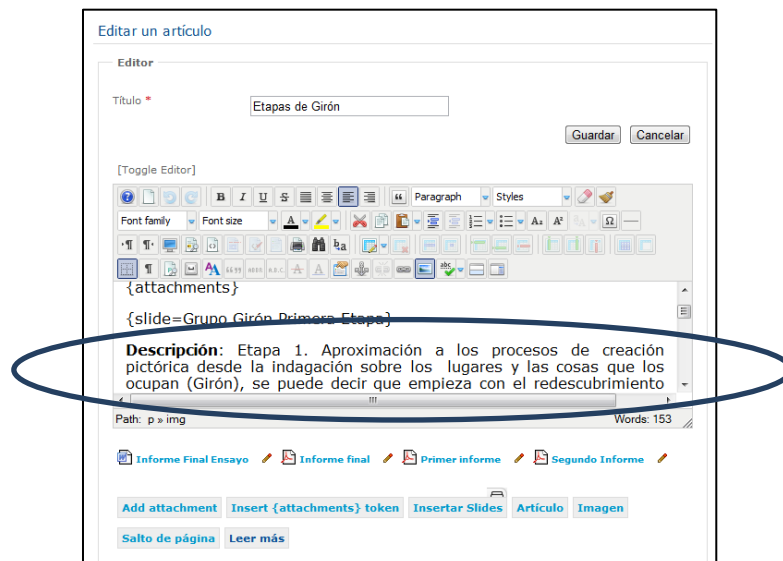 Editar un artículo
Editor
Título *
Etapas de Girón
Guardar Cancelar
[Toggle Editor]
Paragraph Styles
Font family Font size
{attachments}
{slide=Grupo Girón Primera Etapa}
Descripción: Etapa 1. Aproximación a los procesos de creación
pictórica desde la indagación sobre los lugares y las cosas que los
ocupan (Girón), se puede decir que empieza con el redescubrimiento
Path: p » img Words: 153
Informe Final Ensayo Informe final Primer informe Segundo Informe
Add attachment Insert {attachments} token Insertar Slides Artículo Imagen
Salto de página Leer más